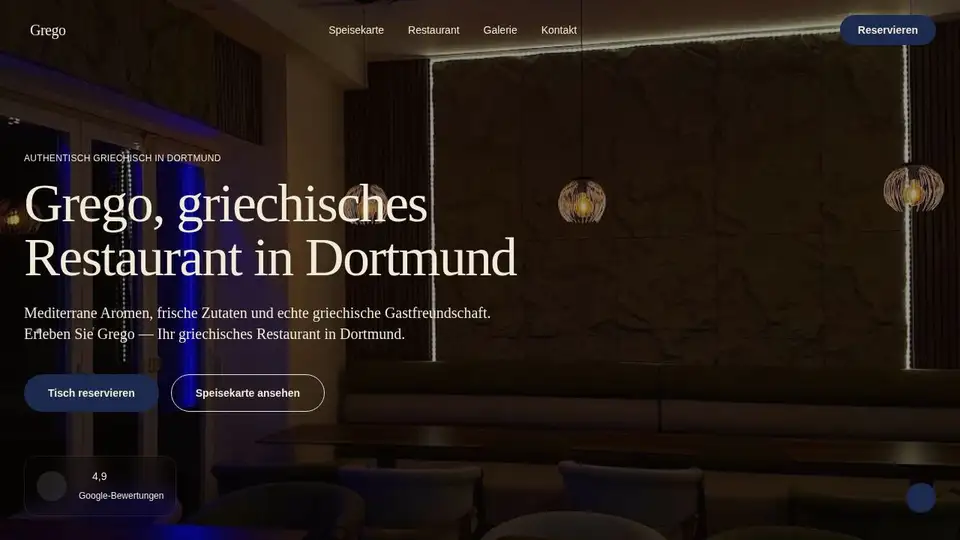 Grego
Speisekarte
Restaurant
Galerie
Kontakt
Reservieren
AUTHENTISCH GRIECHISCH IN DORTMUND
Grego, griechisches
Restaurant in Dortmund
Mediterrane Aromen, frische Zutaten und echte griechische Gastfreundschaft.
Erleben Sie Grego — Ihr griechisches Restaurant in Dortmund.
Tisch reservieren
Speisekarte ansehen
4,9
Google-Bewertungen